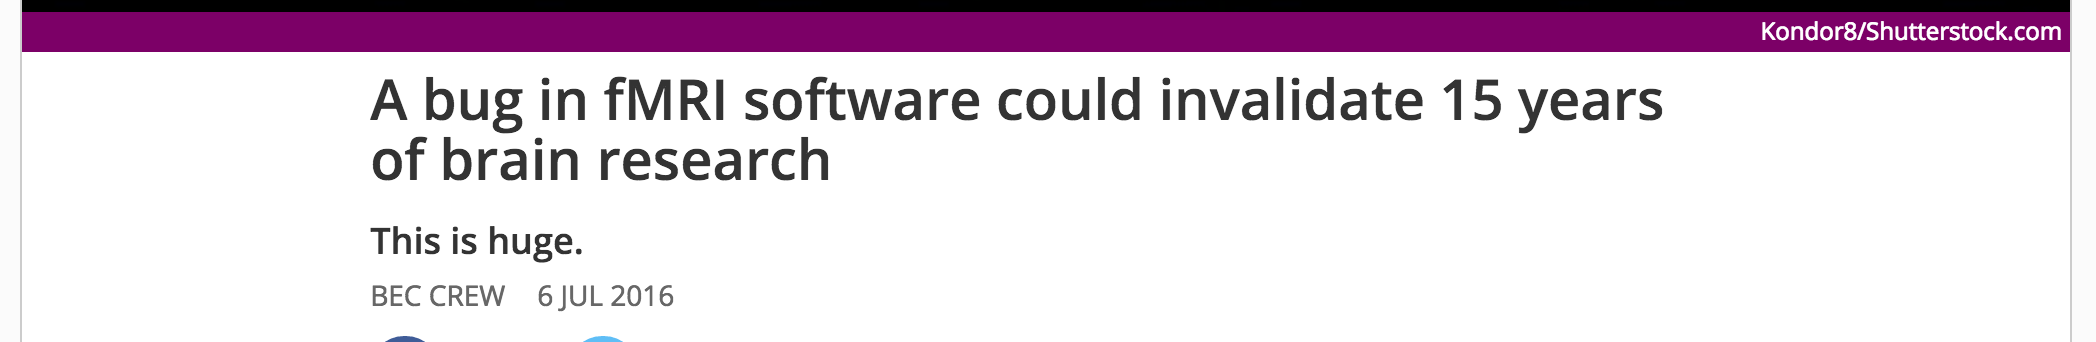 Kondor8/Shutterstock.com
A bug in fMRI software could invalidate 15 years
of brain research
This is huge.
BEC CREW 6 JUL 2016